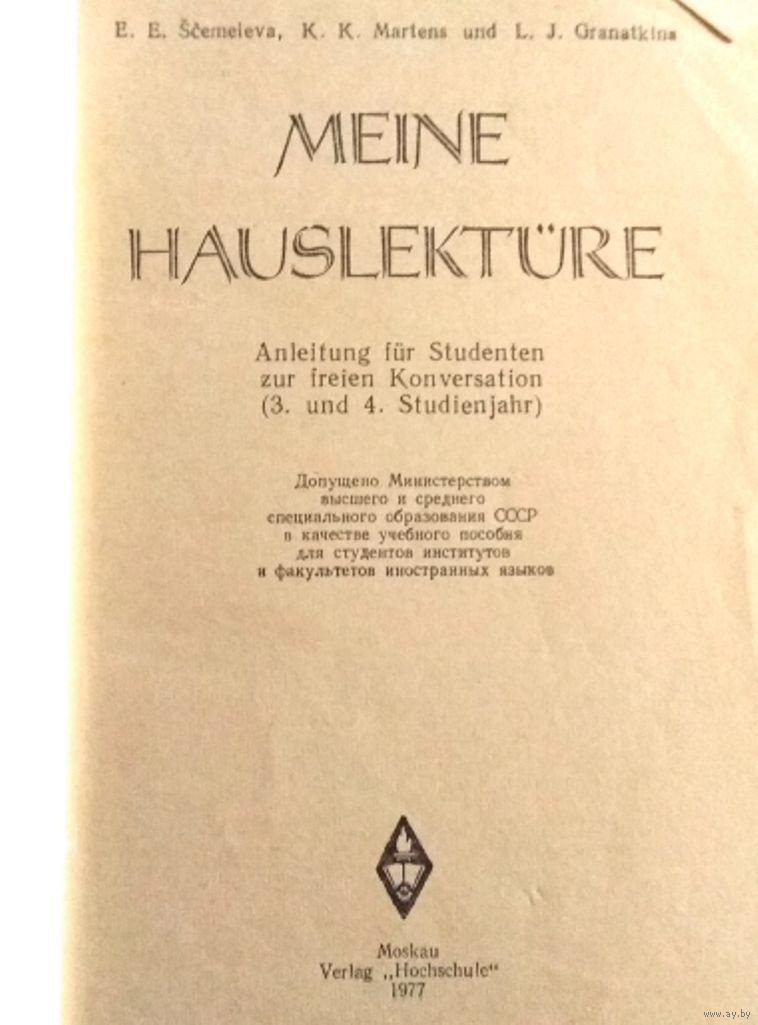 E. E. Ščemeleva, K. K. Martens und L. J. Granatkina
MEINE
HAUSLEKTÜRE
Anleitung für Studenten
zur freien Konversation
(3. und 4. Studienjahr)
Допущено Министерством
высшего и среднего
специального образования СССР
в качестве учебного пособия
для студентов институтов
и факультетов иностранных языков
Moskau
Verlag „Hochschule“
1977
www.ay.by